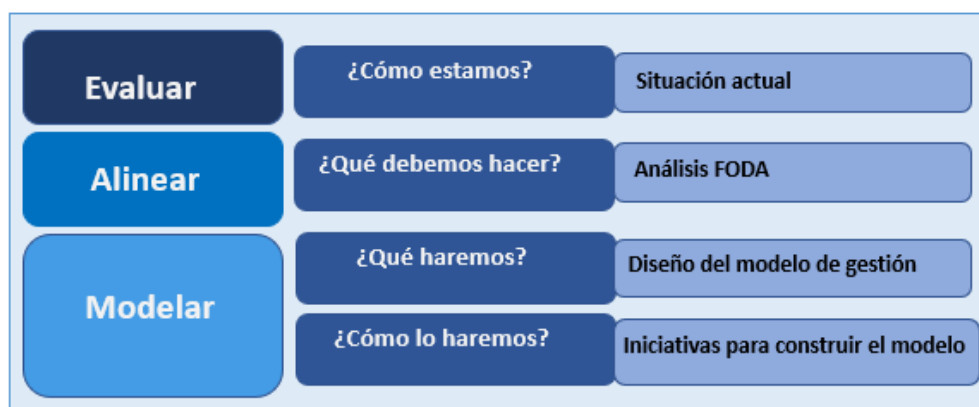 Evaluar
¿Cómo estamos?
Situación actual
Alinear
¿Qué debemos hacer?
Análisis FODA
Modelar
¿Qué haremos?
Diseño del modelo de gestión
¿Cómo lo haremos?
Iniciativas para construir el modelo